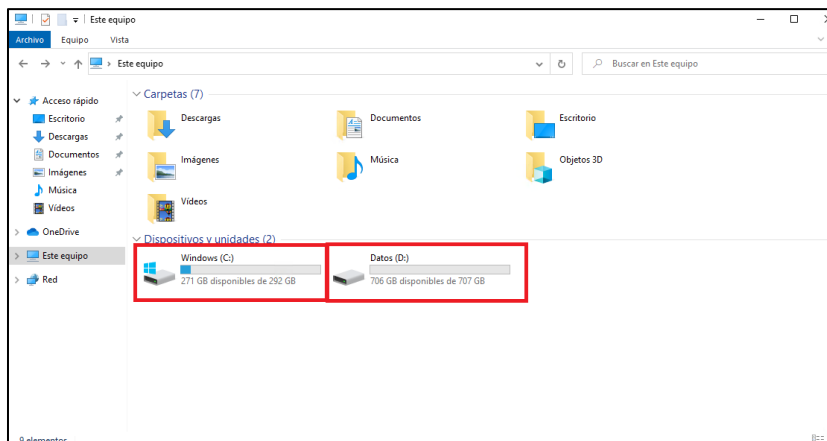 Este equipo
Archivo Equipo Vista
Este equipo
Buscar en Este equipo
Acceso rápido
Escritorio
Descargas
Documentos
Imágenes
Música
Vídeos
OneDrive
Este equipo
Red
Carpetas (7)
Descargas
Documentos
Escritorio
Imágenes
Música
Objetos 3D
Vídeos
Dispositivos y unidades (2)
Windows (C:)
271 GB disponibles de 292 GB
Datos (D:)
706 GB disponibles de 707 GB
9 elementos